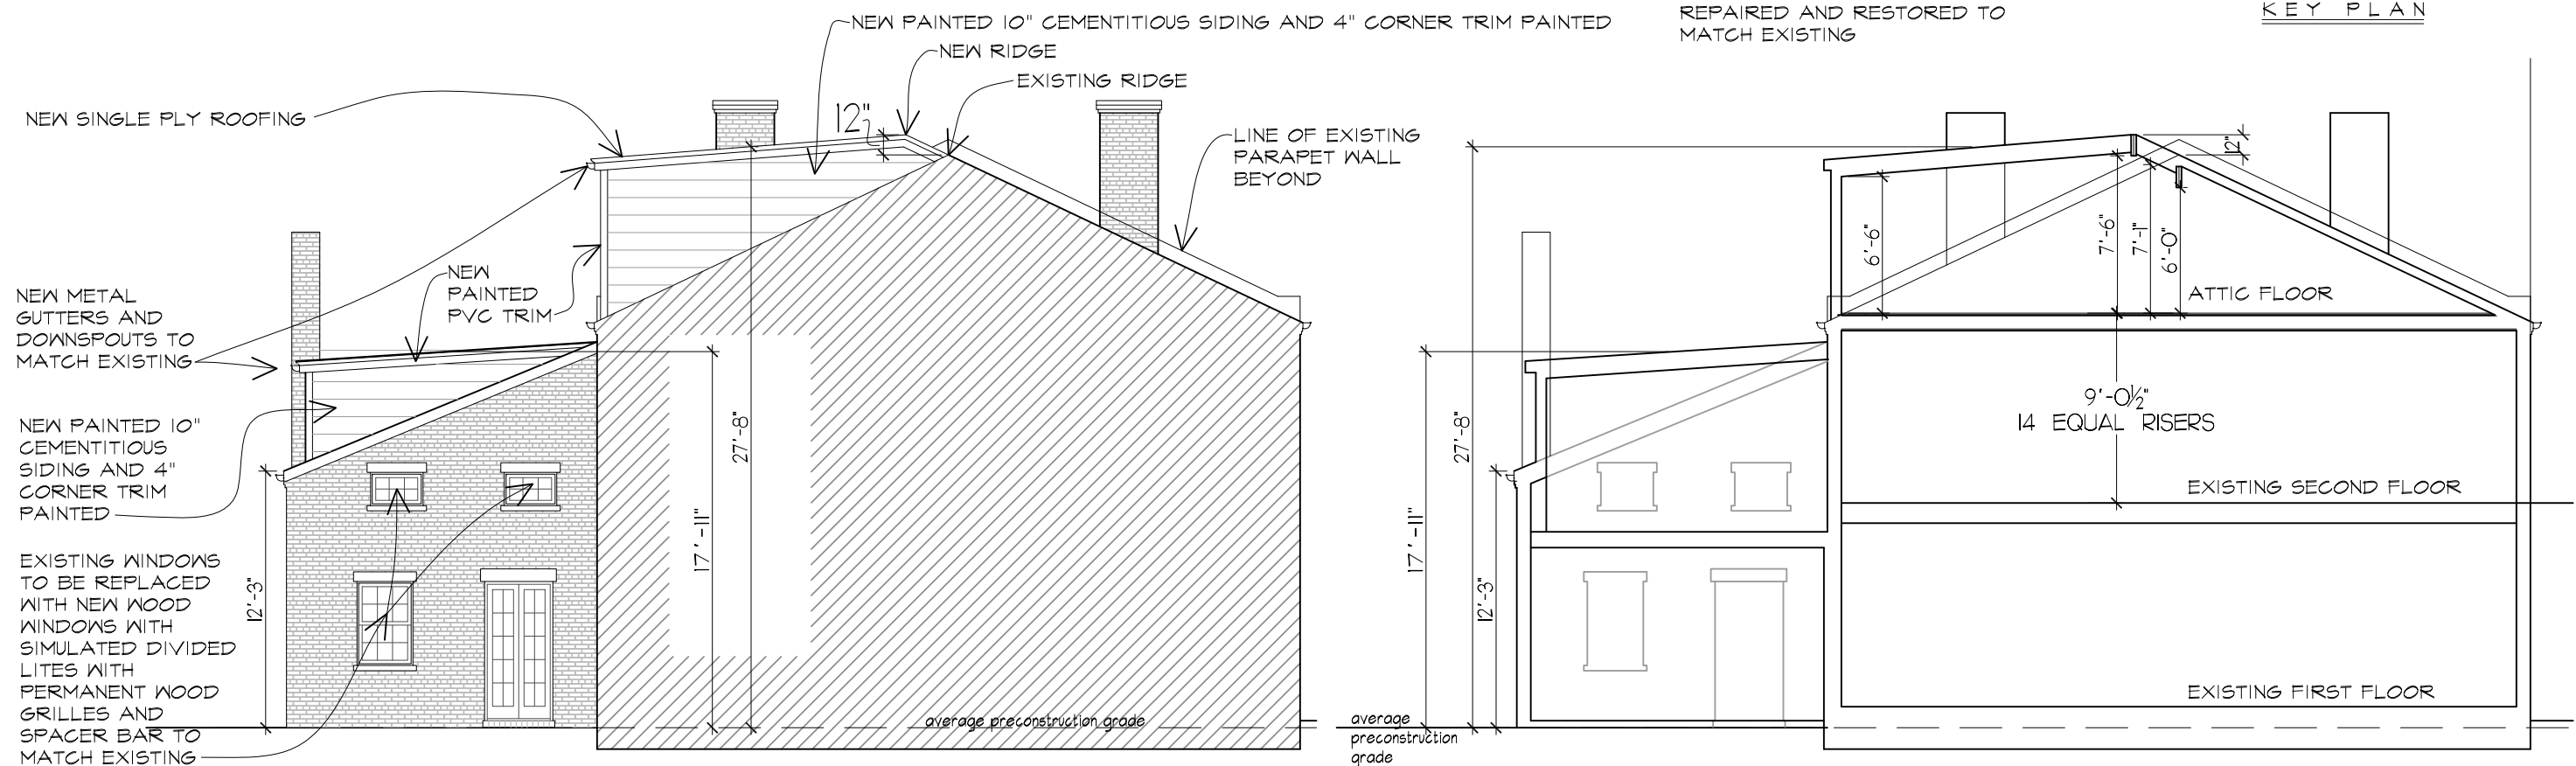 NEW PAINTED 10" CEMENTITIOUS SIDING AND 4" CORNER TRIM PAINTED
NEW RIDGE
EXISTING RIDGE
REPAIRED AND RESTORED TO
MATCH EXISTING
KEY PLAN
NEW SINGLE PLY ROOFING
12"
LINE OF EXISTING
PARAPET WALL
BEYOND
NEW
PAINTED
PVC TRIM
NEW METAL
GUTTERS AND
DOWNSPOUTS TO
MATCH EXISTING
NEW PAINTED 10"
CEMENTITIOUS
SIDING AND 4"
CORNER TRIM
PAINTED
EXISTING WINDOWS
TO BE REPLACED
WITH NEW WOOD
WINDOWS WITH
SIMULATED DIVIDED
LITES WITH
PERMANENT WOOD
GRILLES AND
SPACER BAR TO
MATCH EXISTING
12'-3"
17'-11"
27'-8"
average preconstruction grade
average
preconstruction
grade
17'-11"
27'-8"
12'-3"
6'-6"
7'-6"
7'-1"
6'-0"
12"
ATTIC FLOOR
9'-0½"
14 EQUAL RISERS
EXISTING SECOND FLOOR
EXISTING FIRST FLOOR